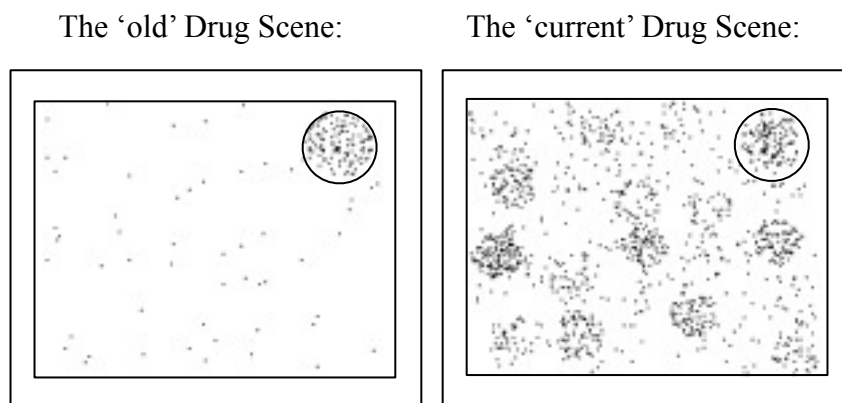 The ‘old’ Drug Scene:
The ‘current’ Drug Scene: